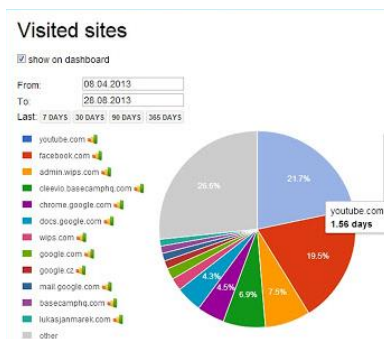 Visited sites
show on dashboard
From: 08.04.2013
To: 28.08.2013
Last: 7 DAYS 30 DAYS 90 DAYS 365 DAYS
youtube.com
facebook.com
admin.wips.com
cleevio.basecamphq.com
chrome.google.com
docs.google.com
wips.com
google.com
google.cz
mail.google.com
basecamphq.com
lukasjanmarek.com
other
26.6%
21.7%
youtube.com
1.56 days
19.5%
7.5%
6.9%
4.5%
4.3%